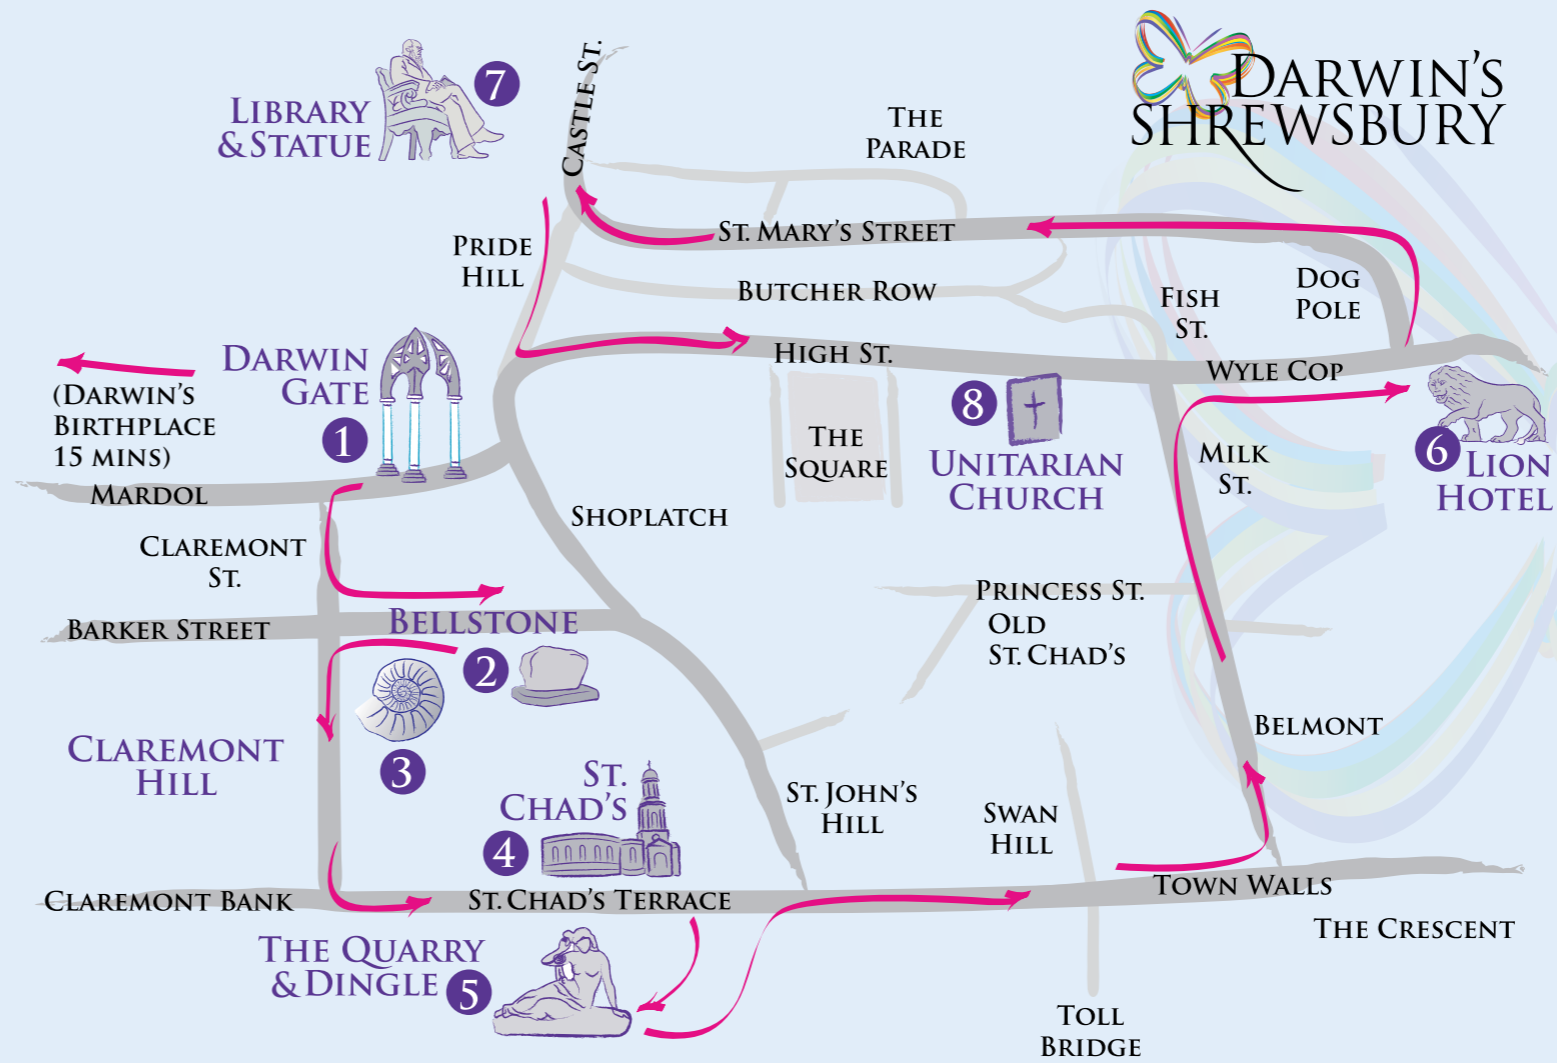 DARWIN'S
SHREWSBURY
CASTLE ST.
7
LIBRARY
& STATUE
THE
PARADE
ST. MARY'S STREET
PRIDE
HILL
BUTCHER ROW
FISH
ST.
DOG
POLE
HIGH ST.
WYLE COP
DARWIN
GATE
1
(DARWIN'S
BIRTHPLACE
15 MINS)
MARDOL
THE
SQUARE
8
UNITARIAN
CHURCH
MILK
ST.
6
LION
HOTEL
SHOPLATCH
CLAREMONT
ST.
BARKER STREET
BELLSTONE
2
PRINCESS ST.
OLD
ST. CHAD'S
3
CLAREMONT
HILL
BELMONT
ST.
CHAD'S
4
ST. JOHN'S
HILL
SWAN
HILL
CLAREMONT BANK
ST. CHAD'S TERRACE
TOWN WALLS
THE CRESCENT
THE QUARRY
& DINGLE
5
TOLL
BRIDGE